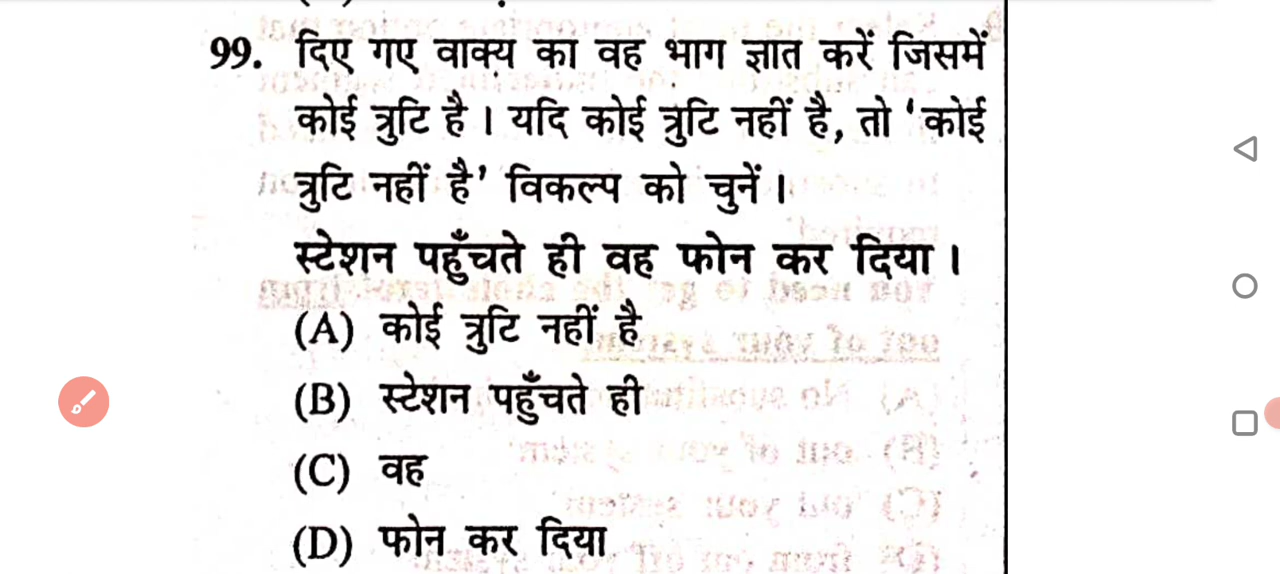 99. दिए गए वाक्य का वह भाग ज्ञात करें जिसमें
कोई त्रुटि है । यदि कोई त्रुटि नहीं है, तो ‘कोई
त्रुटि नहीं है’ विकल्प को चुनें ।
स्टेशन पहुँचते ही वह फोन कर दिया ।
(A) कोई त्रुटि नहीं है
(B) स्टेशन पहुँचते ही
(C) वह
(D) फोन कर दिया